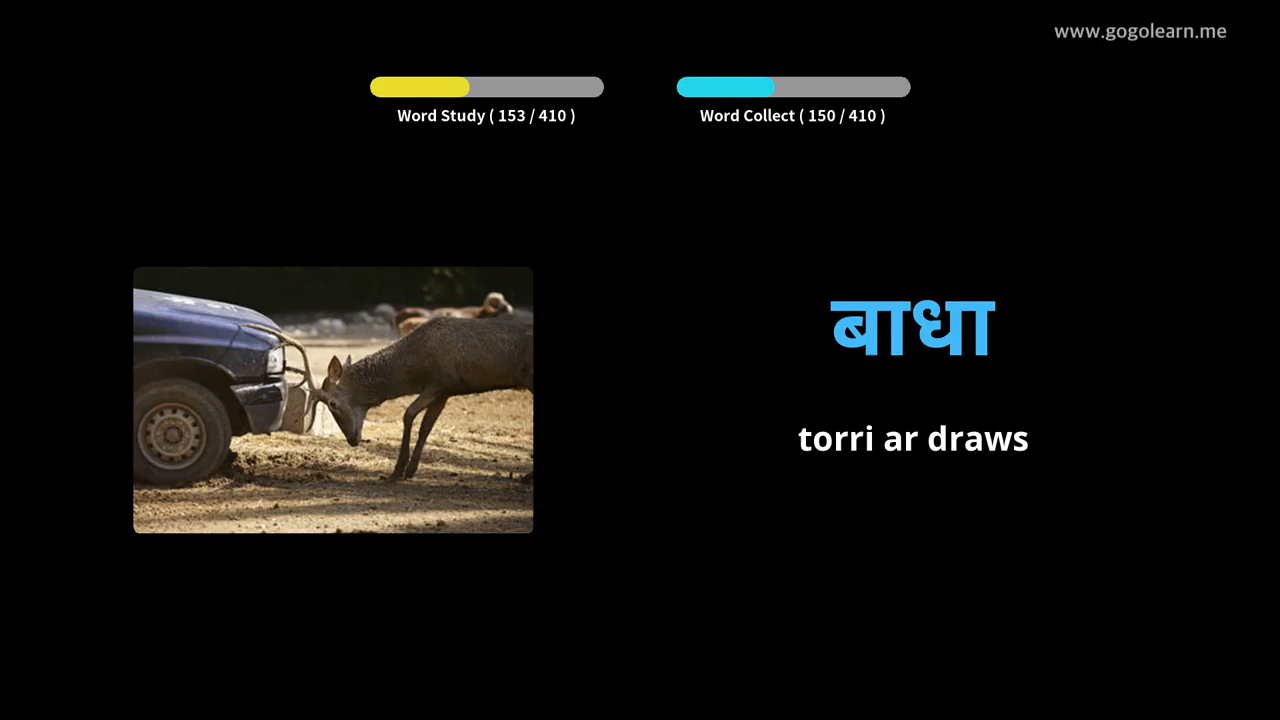 www.gogolearn.me
Word Study ( 153 / 410 )
Word Collect ( 150 / 410 )
बाधा
torri ar draws